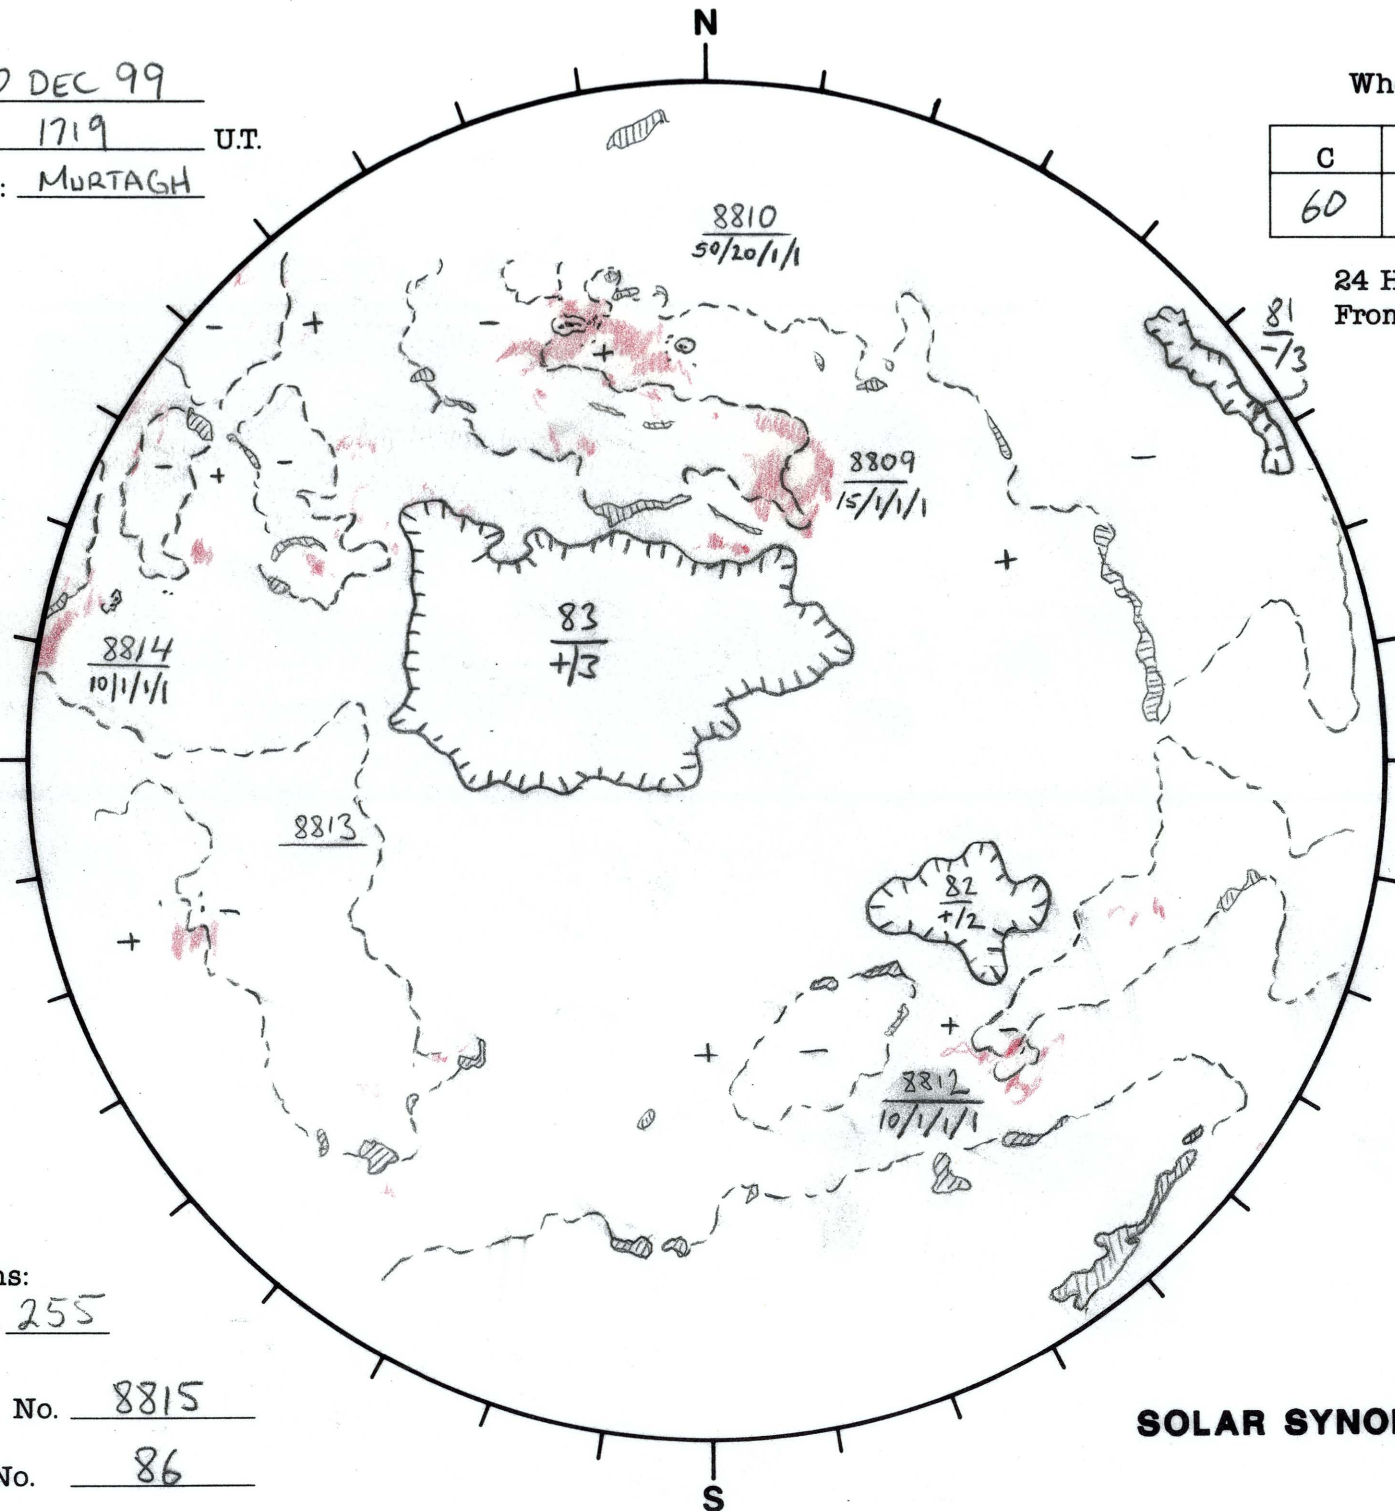 N
DEC 99
1719 U.T.
: MURTAGH
C
60
24 H
8810
50/20/1/1
81
-/3
- + - +
- + -
8809
15/1/1/1
-
+
83
+/3
8814
10/1/1/1
8813
82
+/2
+ -
+ - +
8812
10/1/1/1
ns:
255
No. 8815
No. 86
SOLAR SYNO
S